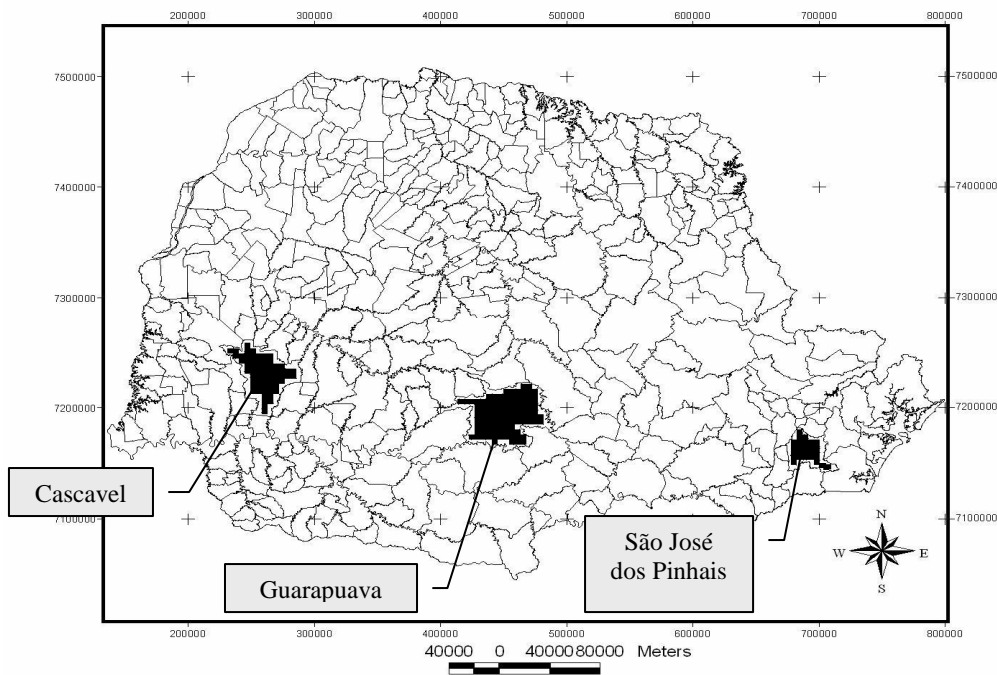 200000 300000 400000 500000 600000 700000 800000
7500000 7500000
7400000 7400000
7300000 7300000
7200000 7200000
Cascavel
7100000 7100000
São José
dos Pinhais
Guarapuava
N
W E
S
200000 300000 400000 500000 600000 700000 800000
40000 0 40000 80000 Meters